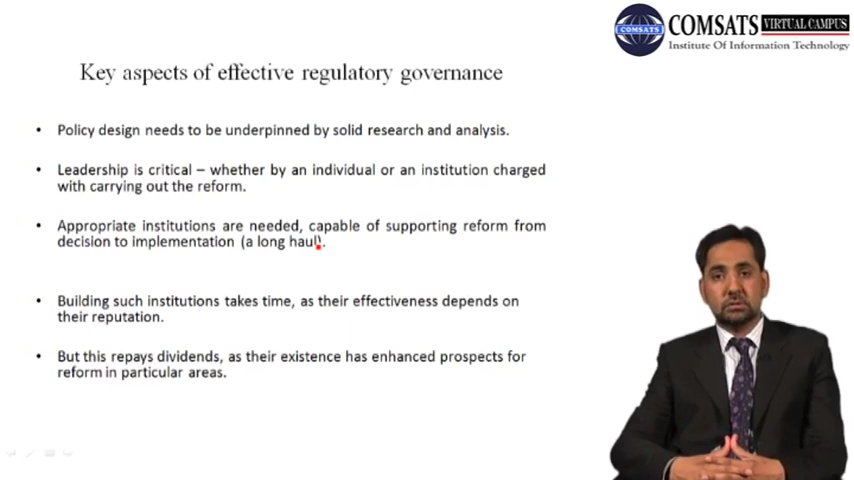 COMSATS
COMSATS VIRTUAL CAMPUS
Institute Of Information Technology
Key aspects of effective regulatory governance
• Policy design needs to be underpinned by solid research and analysis.
• Leadership is critical – whether by an individual or an institution charged
with carrying out the reform.
• Appropriate institutions are needed, capable of supporting reform from
decision to implementation (a long haul).
• Building such institutions takes time, as their effectiveness depends on
their reputation.
• But this repays dividends, as their existence has enhanced prospects for
reform in particular areas.